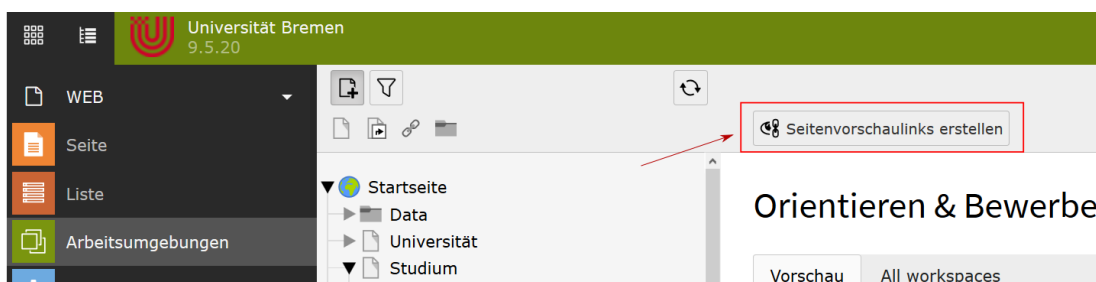 Universität Bremen
9.5.20
WEB
Seite
Liste
Arbeitsumgebungen
Startseite
Data
Universität
Studium
Seitenvorschaulinks erstellen
Orientieren & Bewerbe
Vorschau All workspaces